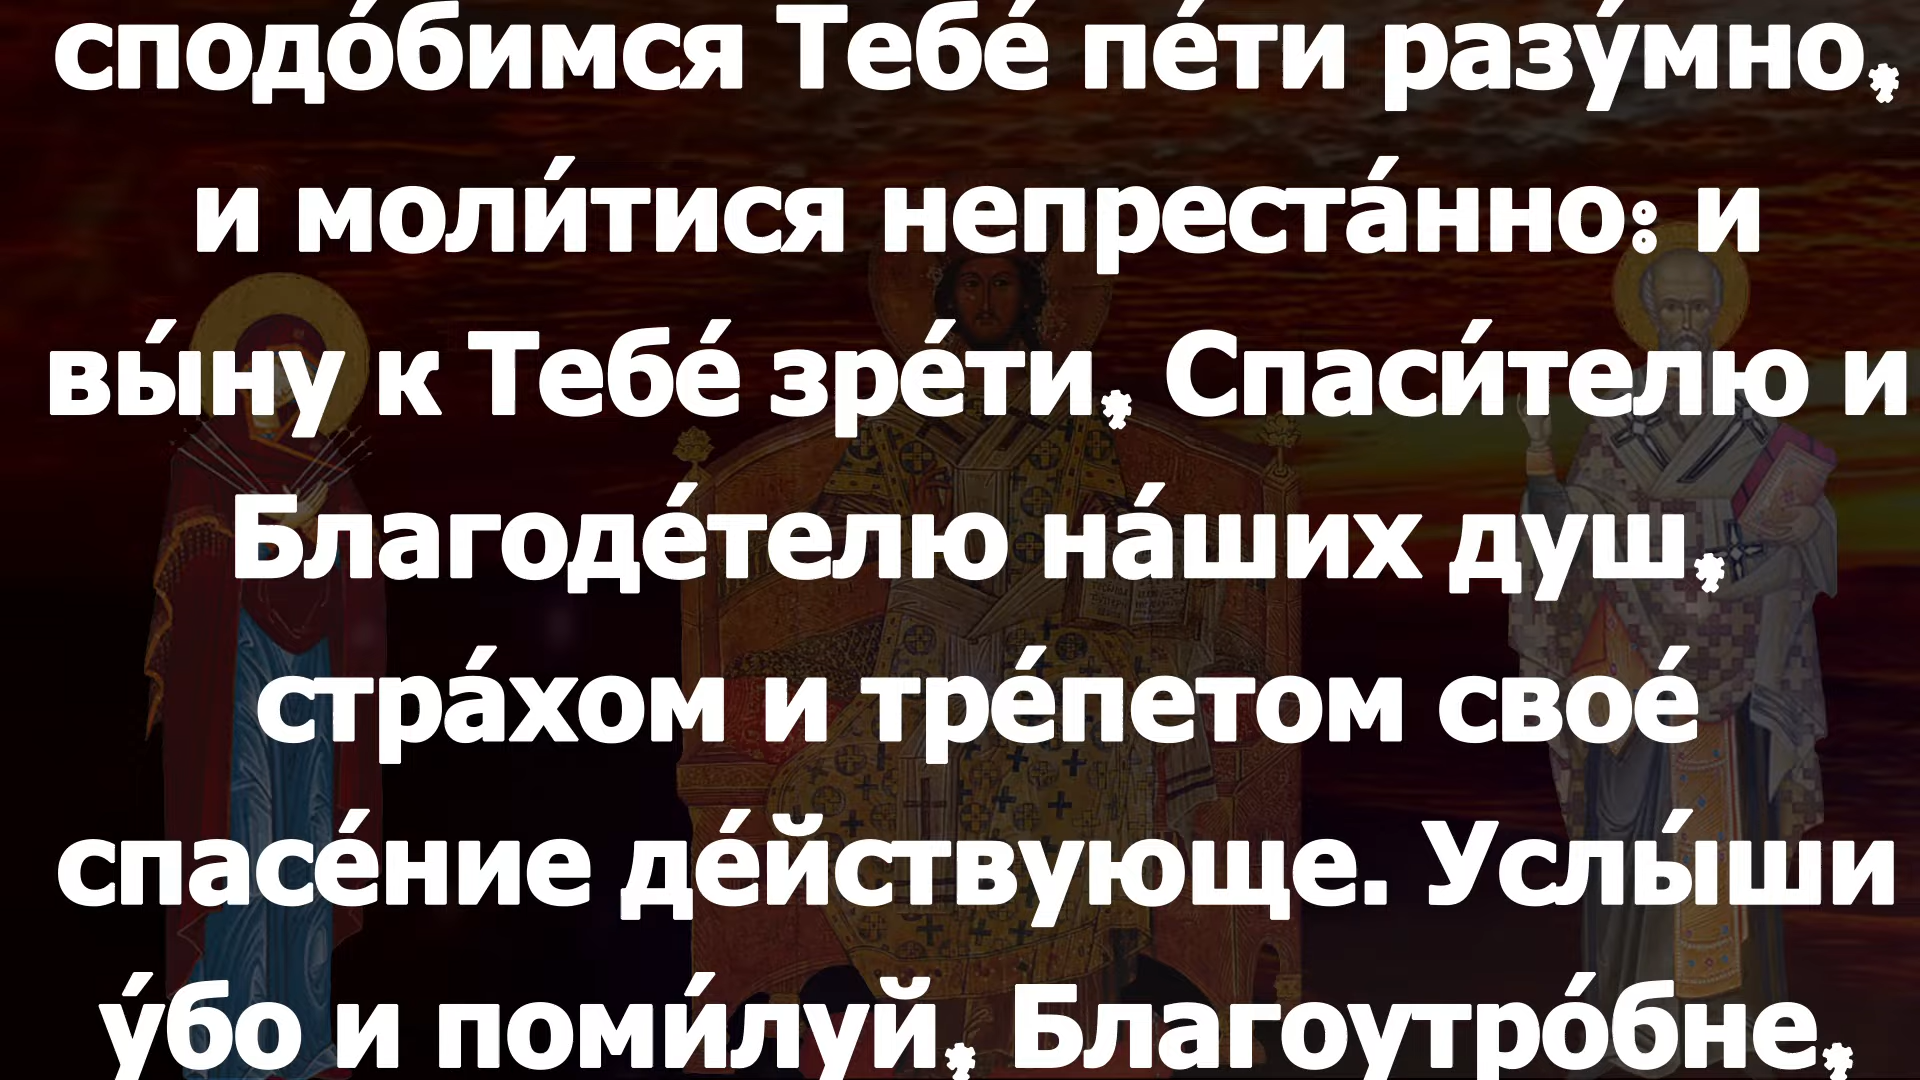 сподо́бимся Тебе́ пе́ти разу́мно,
и моли́тися непреста́нно: и
вы́ну к Тебе́ зре́ти, Спаси́телю и
Благоде́телю на́ших душ,
стра́хом и тре́петом свое́
спасе́ние де́йствующе. Услы́ши
у́бо и поми́луй, Благоутро́бне,